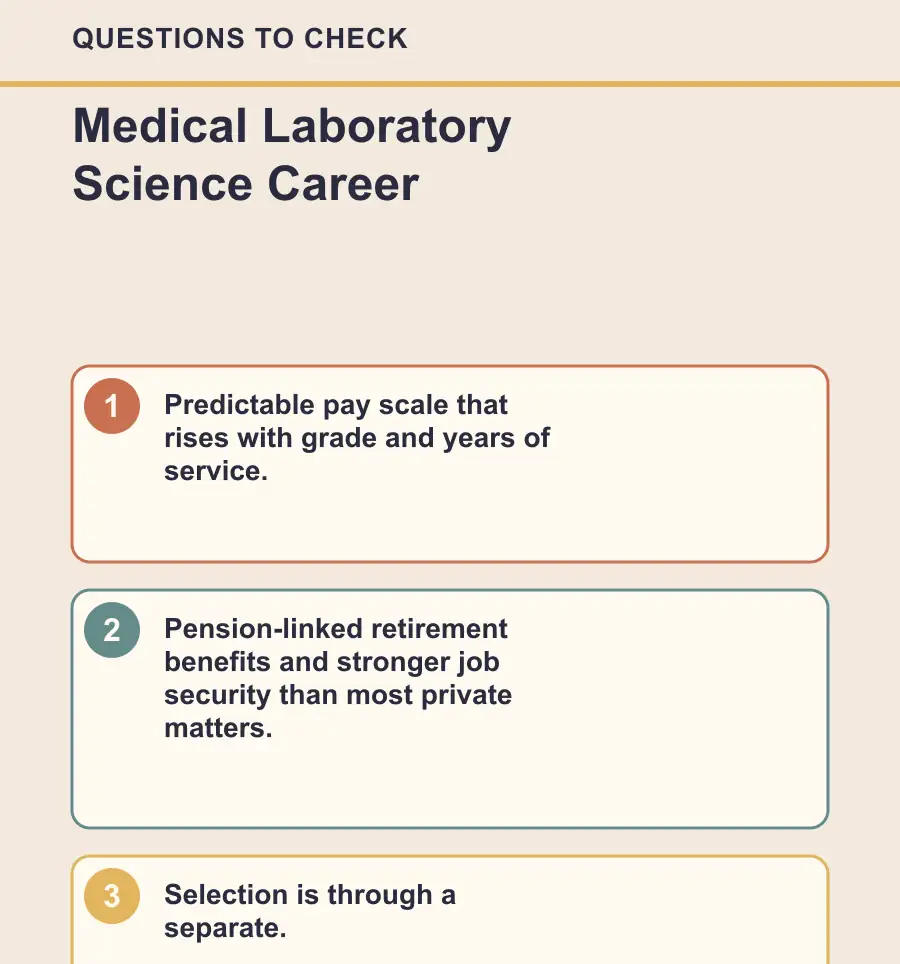 QUESTIONS TO CHECK
Medical Laboratory
Science Career
1
Predictable pay scale that
rises with grade and years of
service.
2
Pension-linked retirement
benefits and stronger job
security than most private
matters.
3
Selection is through a
separate.